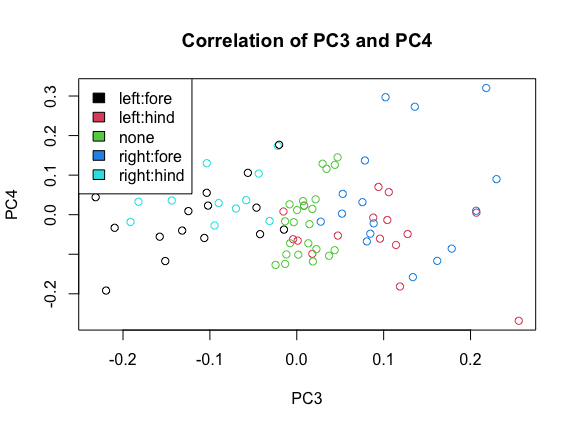 Correlation of PC3 and PC4
left:fore
left:hind
none
right:fore
right:hind
PC4
0.3
0.2
0.1
0.0
-0.2
-0.2 -0.1 0.0 0.1 0.2
PC3